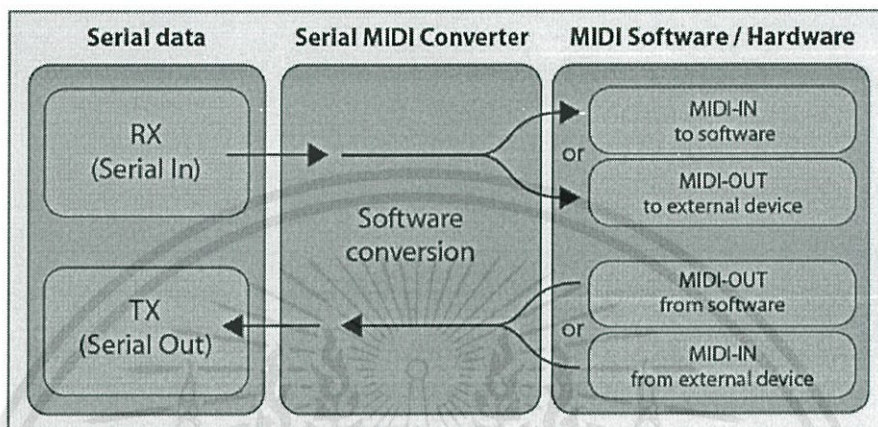 Serial data
Serial MIDI Converter
MIDI Software / Hardware
RX
(Serial In)
TX
(Serial Out)
Software
conversion
MIDI-IN
to software
or
MIDI-OUT
to external device
MIDI-OUT
from software
or
MIDI-IN
from external device